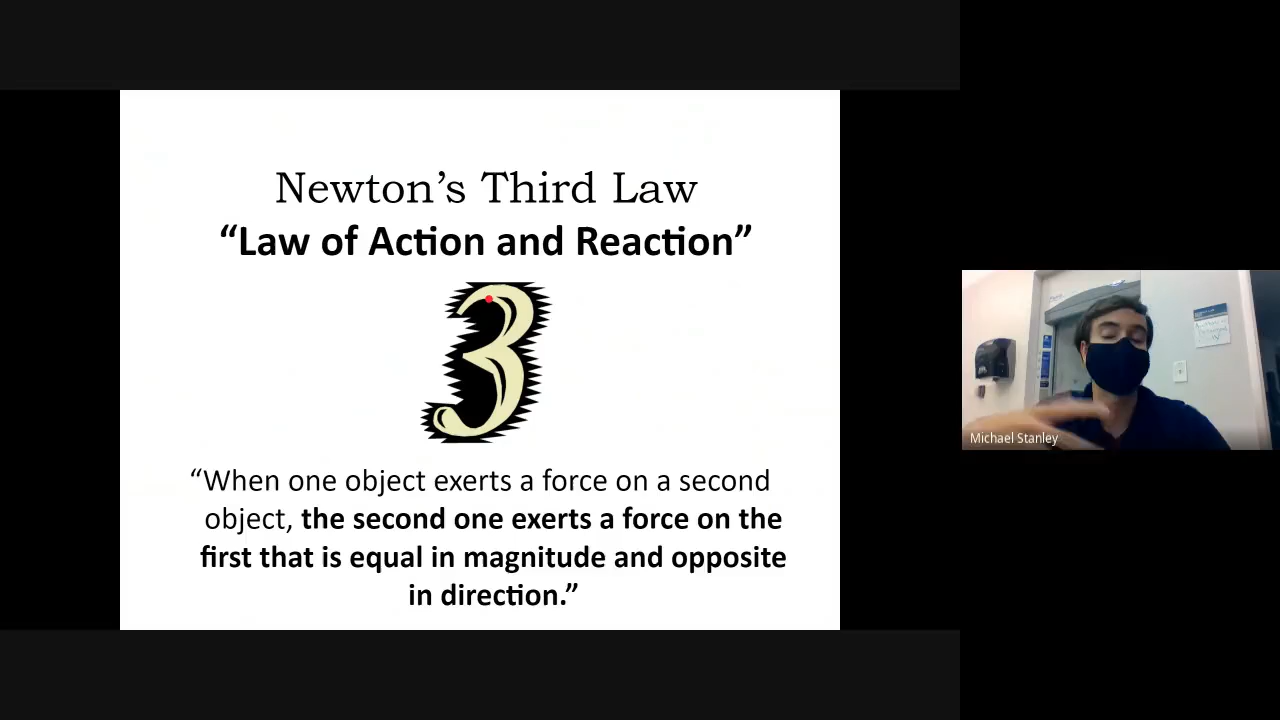 Newton’s Third Law
“Law of Action and Reaction”
3
“When one object exerts a force on a second
object, the second one exerts a force on the
first that is equal in magnitude and opposite
in direction.”
Michael Stanley